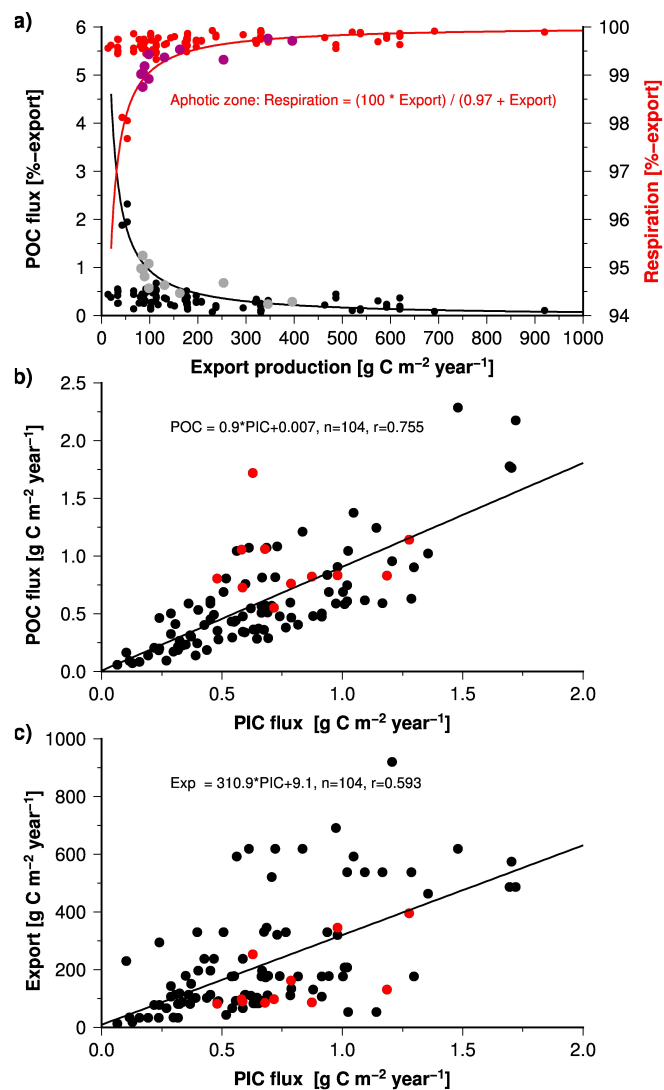 a)
POC flux [%-export]
6
5
4
3
2
1
0
100
99
98
97
96
95
94
Respiration [%-export]
Aphotic zone: Respiration = (100 * Export) / (0.97 + Export)
0 100 200 300 400 500 600 700 800 900 1000
Export production [g C m⁻² year⁻¹]
b)
POC flux [g C m⁻² year⁻¹]
2.5
2.0
1.5
1.0
0.5
0.0
POC = 0.9*PIC+0.007, n=104, r=0.755
0.0 0.5 1.0 1.5 2.0
PIC flux [g C m⁻² year⁻¹]
c)
Export [g C m⁻² year⁻¹]
1000
800
600
400
200
0
Exp = 310.9*PIC+9.1, n=104, r=0.593
0.0 0.5 1.0 1.5 2.0
PIC flux [g C m⁻² year⁻¹]